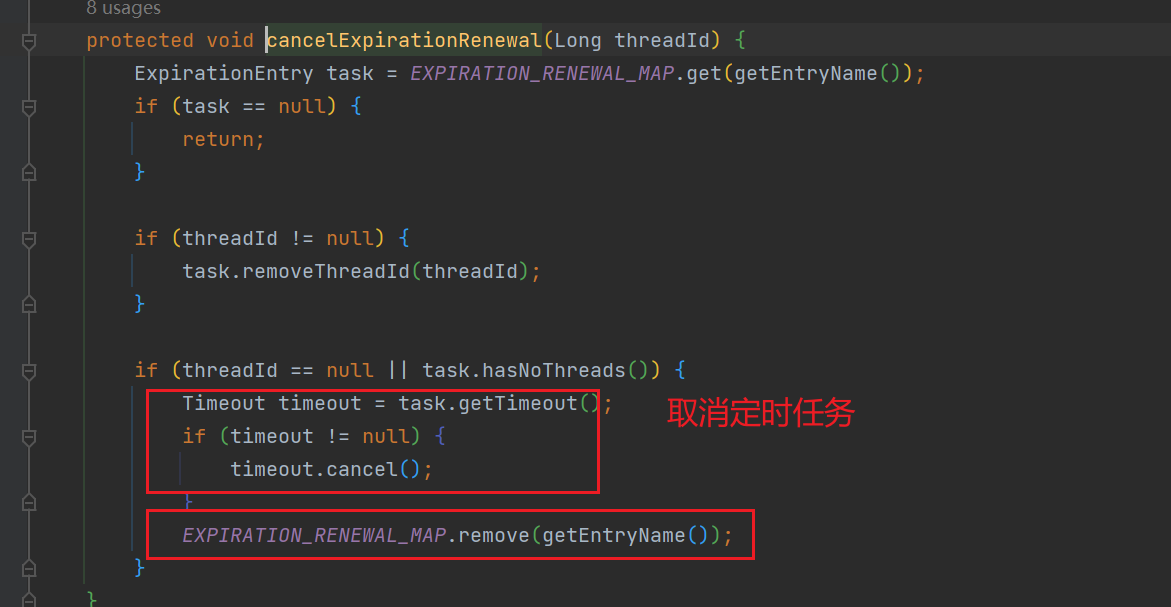 8 usages
protected void cancelExpirationRenewal(Long threadId) {
ExpirationEntry task = EXPIRATION_RENEWAL_MAP.get(getEntryName());
if (task == null) {
return;
}
if (threadId != null) {
task.removeThreadId(threadId);
}
if (threadId == null || task.hasNoThreads()) {
Timeout timeout = task.getTimeout();
取消定时任务
if (timeout != null) {
timeout.cancel();
}
EXPIRATION_RENEWAL_MAP.remove(getEntryName());
}
}